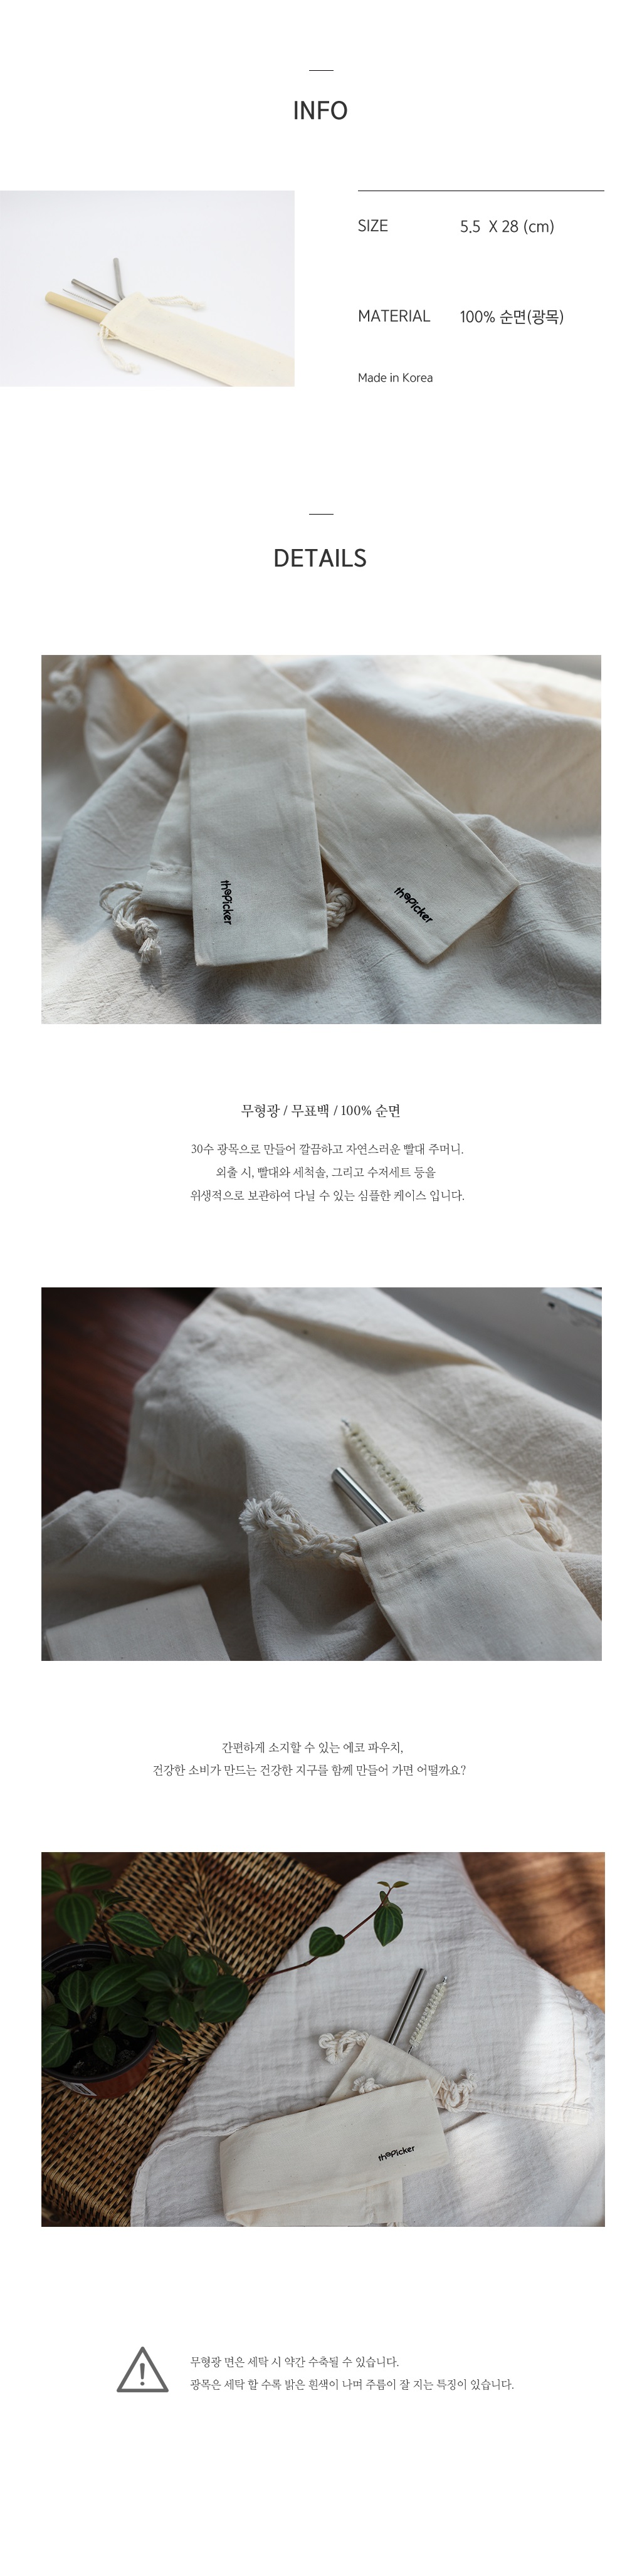 INFO
SIZE 5.5 X 28 (cm)
MATERIAL 100% 순면(광목)
Made in Korea
DETAILS
thePicker
thePicker
무형광 / 무표백 / 100% 순면
30수 광목으로 만들어 깔끔하고 자연스러운 빨대 주머니.
외출 시, 빨대와 세척솔, 그리고 수저세트 등을
위생적으로 보관하여 다닐 수 있는 심플한 케이스 입니다.
간편하게 소지할 수 있는 에코 파우치,
건강한 소비가 만드는 건강한 지구를 함께 만들어 가면 어떨까요?
thePicker
무형광 면은 세탁 시 약간 수축될 수 있습니다.
광목은 세탁 할 수록 밝은 흰색이 나며 주름이 잘 지는 특징이 있습니다.